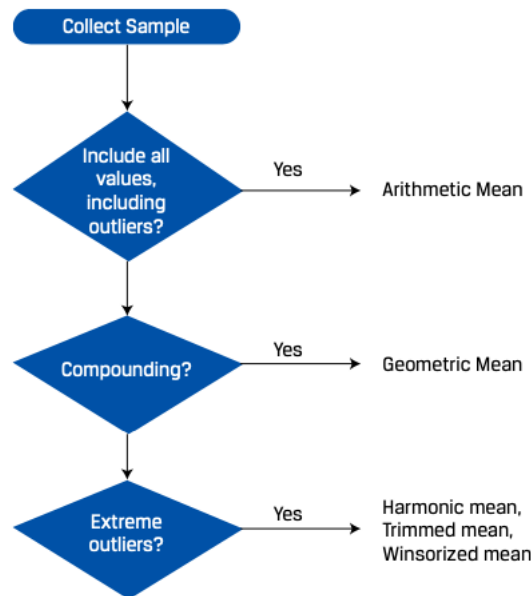 Collect Sample
Include all
values,
including
outliers?
Yes
Arithmetic Mean
Compounding?
Yes
Geometric Mean
Extreme
outliers?
Yes
Harmonic mean,
Trimmed mean,
Winsorized mean